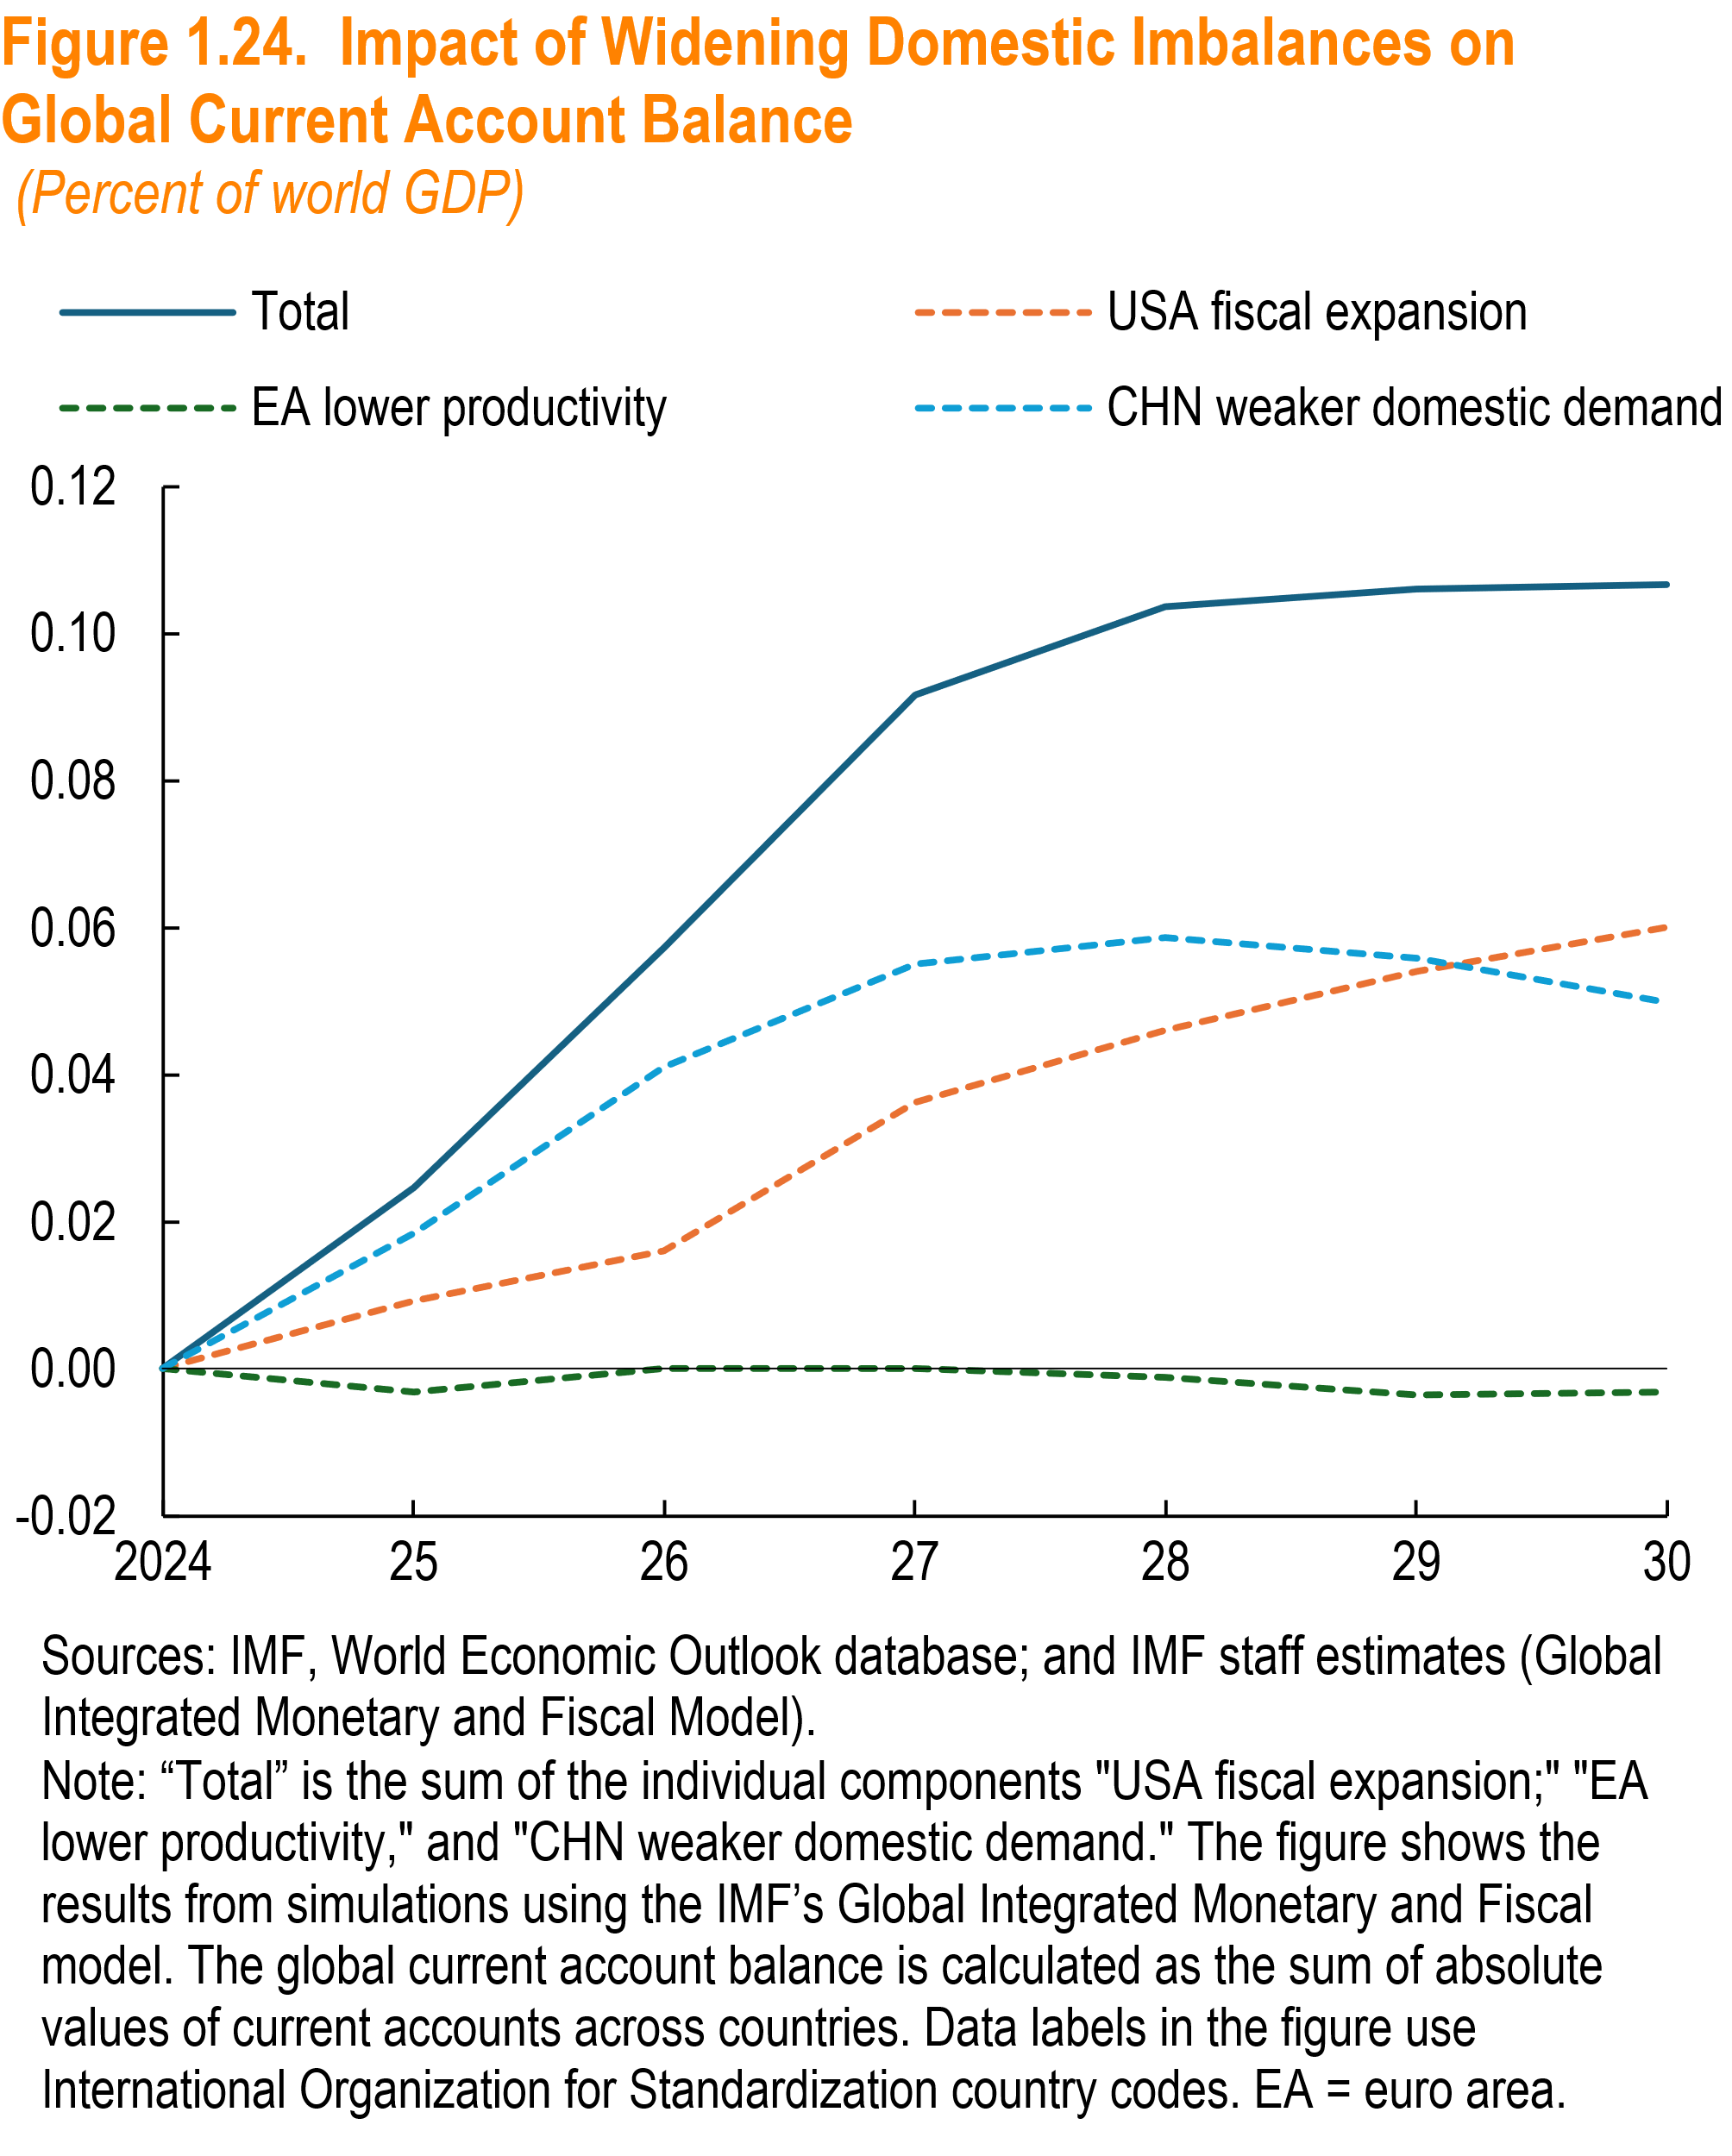 Figure 1.24.  Impact of Widening Domestic Imbalances on
Global Current Account Balance
(Percent of world GDP)
Total
USA fiscal expansion
EA lower productivity
CHN weaker domestic demand
0.12
0.10
0.08
0.06
0.04
0.02
0.00
-0.02
2024 25 26 27 28 29 30
Sources: IMF, World Economic Outlook database; and IMF staff estimates (Global
Integrated Monetary and Fiscal Model).
Note: “Total” is the sum of the individual components "USA fiscal expansion;" "EA
lower productivity," and "CHN weaker domestic demand." The figure shows the
results from simulations using the IMF’s Global Integrated Monetary and Fiscal
model. The global current account balance is calculated as the sum of absolute
values of current accounts across countries. Data labels in the figure use
International Organization for Standardization country codes. EA = euro area.